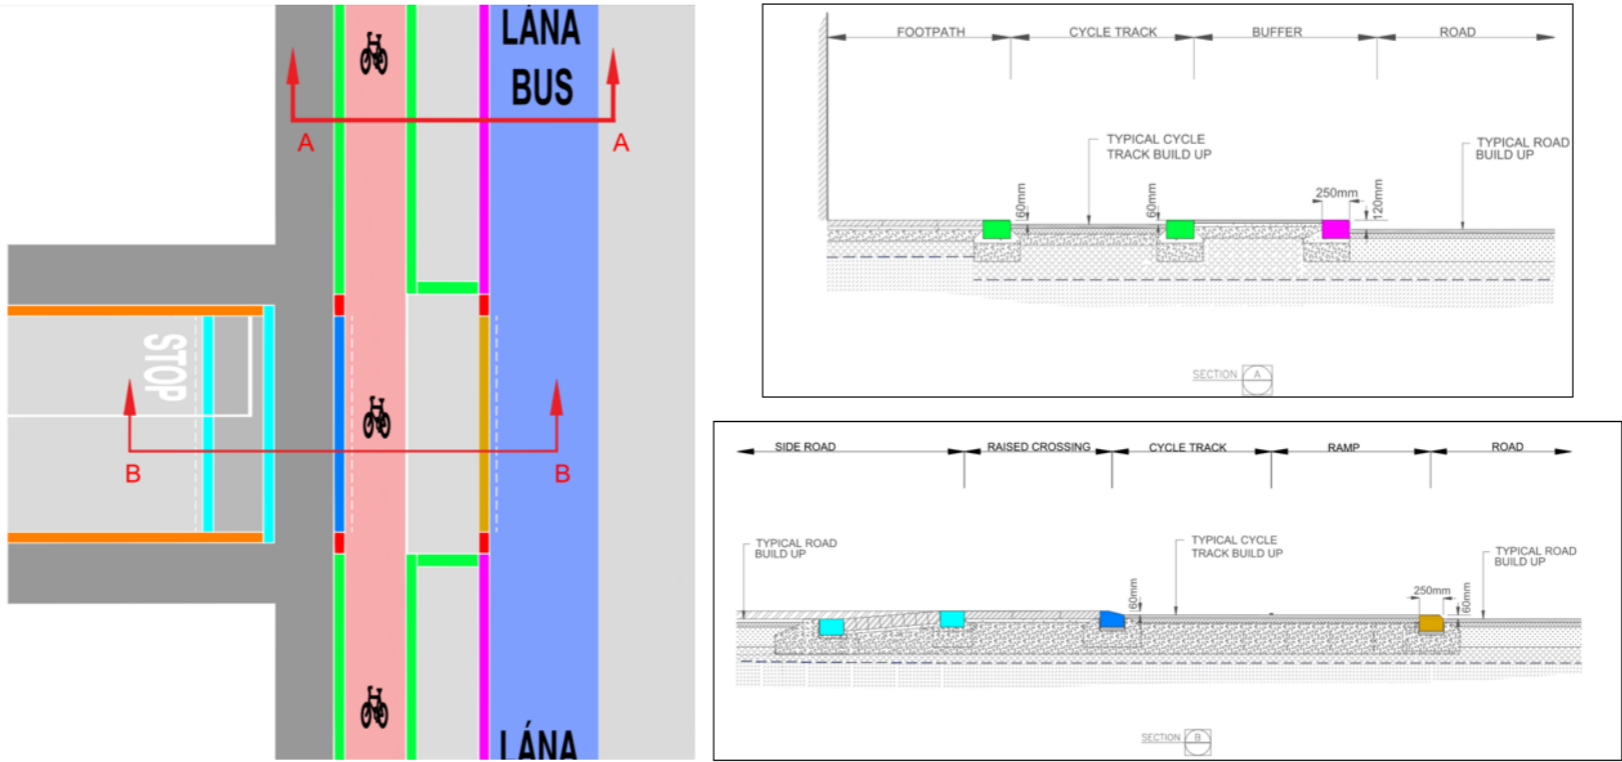 LÁNA
BUS
A
A
STOP
B
B
LÁNA
FOOTPATH
CYCLE TRACK
BUFFER
ROAD
TYPICAL CYCLE
TRACK BUILD UP
TYPICAL ROAD
BUILD UP
60mm
60mm
250mm
120mm
SECTION A
SIDE ROAD
RAISED CROSSING
CYCLE TRACK
RAMP
ROAD
TYPICAL ROAD
BUILD UP
TYPICAL CYCLE
TRACK BUILD UP
TYPICAL ROAD
BUILD UP
60mm
250mm
60mm
SECTION B